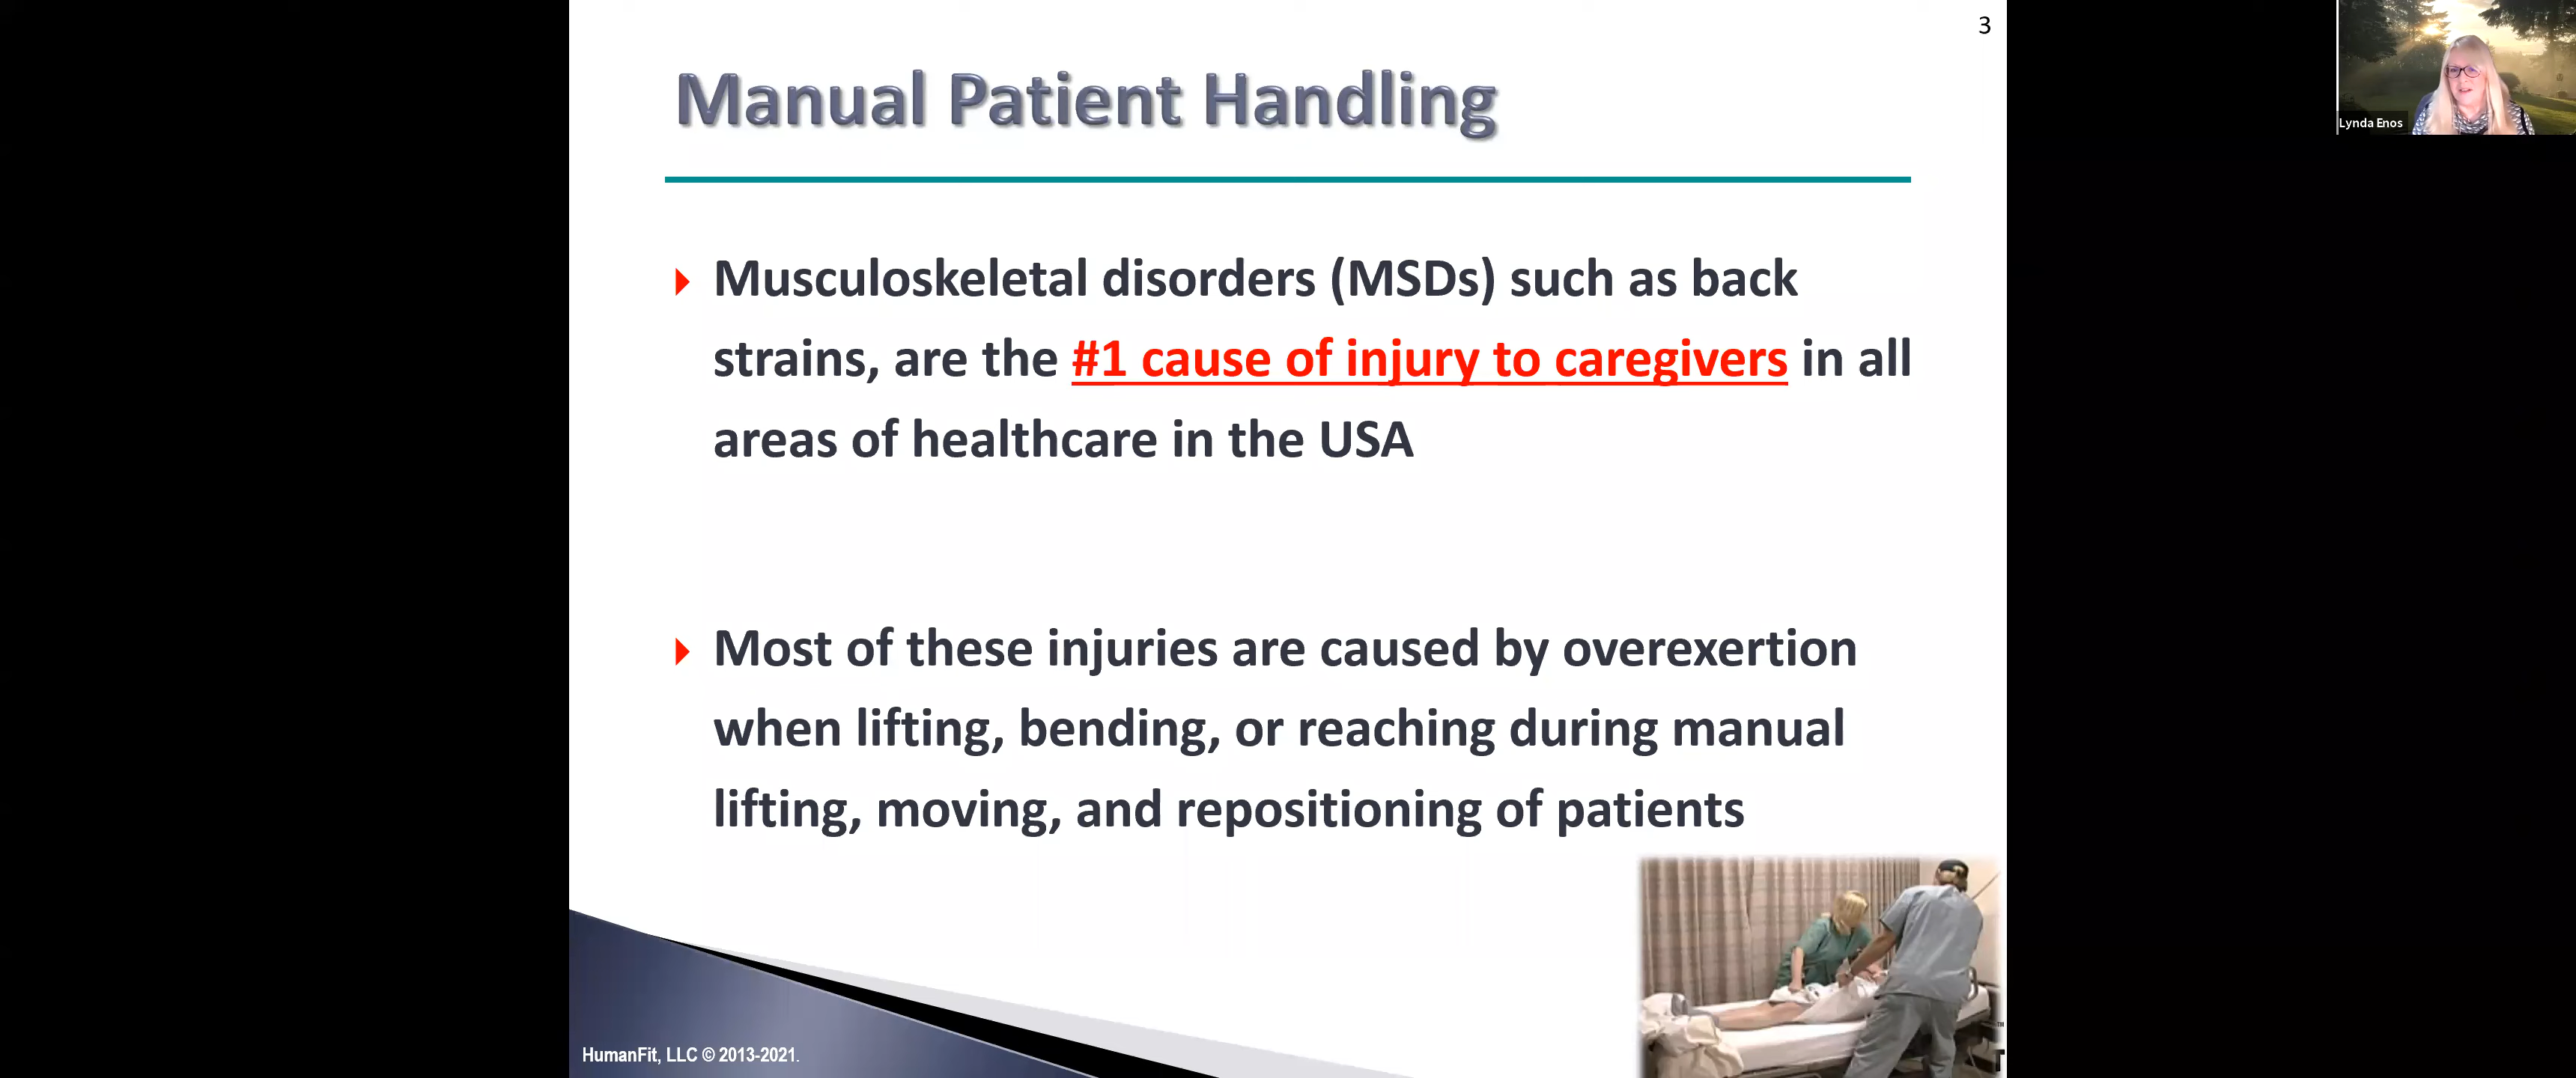 3
Lynda Enos
Manual Patient Handling
Musculoskeletal disorders (MSDs) such as back
strains, are the #1 cause of injury to caregivers in all
areas of healthcare in the USA
Most of these injuries are caused by overexertion
when lifting, bending, or reaching during manual
lifting, moving, and repositioning of patients
HumanFit, LLC © 2013-2021.